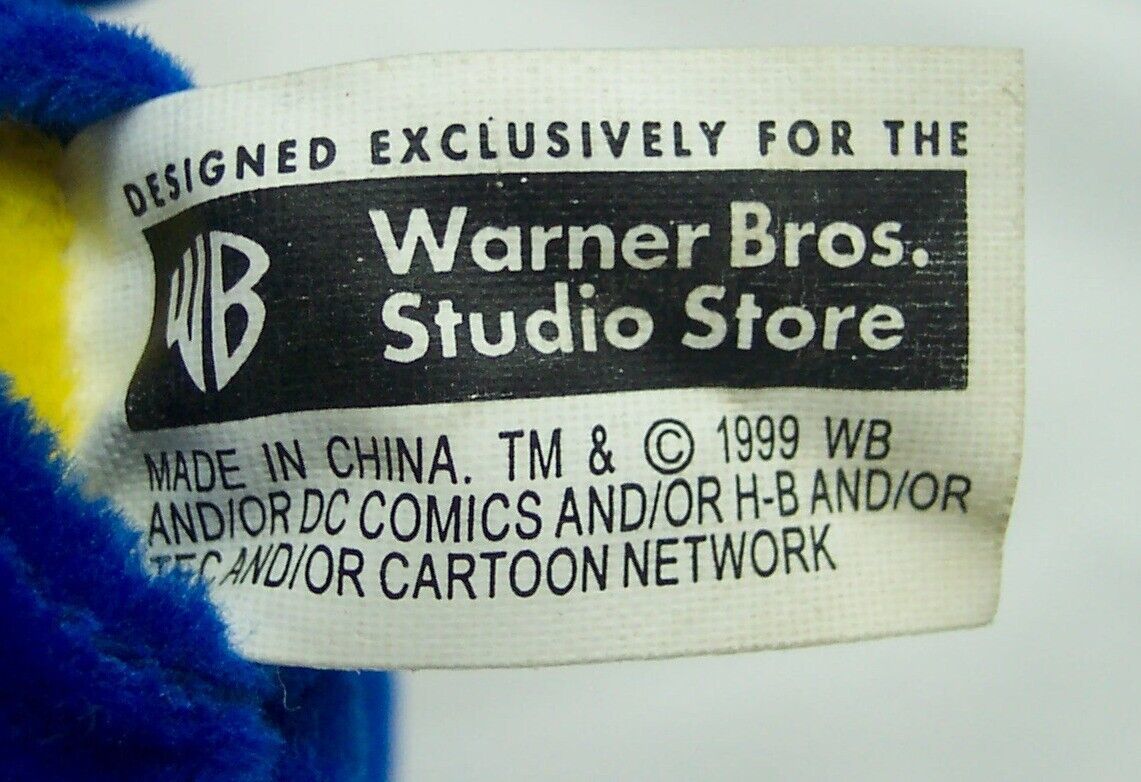 DESIGNED EXCLUSIVELY FOR THE
WB
Warner Bros.
Studio Store
MADE IN CHINA. TM & © 1999 WB
AND/OR DC COMICS AND/OR H-B AND/OR
TEC AND/OR CARTOON NETWORK